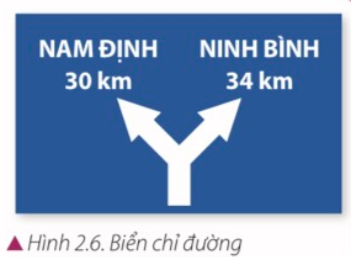 NAM ĐỊNH NINH BÌNH
30 km 34 km
▲ Hình 2.6. Biển chỉ đường